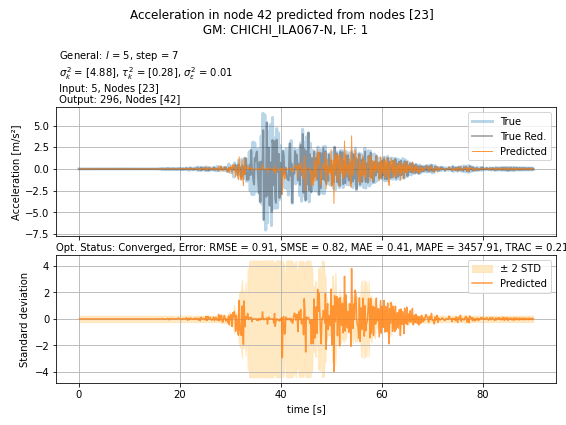 Acceleration in node 42 predicted from nodes [23]
GM: CHICHI_ILA067-N, LF: 1
General: l = 5, step = 7
σ²ₖ = [4.88], τ²ₖ = [0.28], σ²ε = 0.01
Input: 5, Nodes [23]
Output: 296, Nodes [42]
Acceleration [m/s²]
5.0
2.5
0.0
−2.5
−5.0
−7.5
True
True Red.
Predicted
Opt. Status: Converged, Error: RMSE = 0.91, SMSE = 0.82, MAE = 0.41, MAPE = 3457.91, TRAC = 0.21
Standard deviation
4
2
0
−2
−4
± 2 STD
Predicted
0 20 40 60 80
time [s]